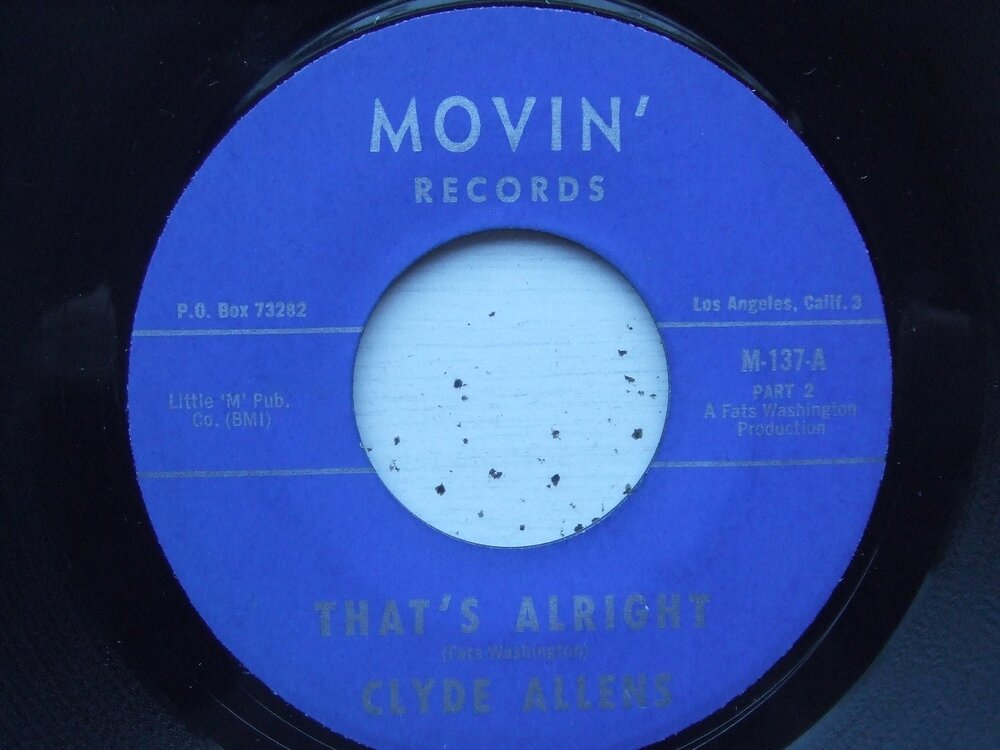 MOVIN'
RECORDS
P.O. Box 73282
Los Angeles, Calif. 3
Little 'M' Pub.
Co. (BMI)
M-137-A
PART 2
A Fats Washington
Production
THAT'S ALRIGHT
(Fats Washington)
CLYDE ALLENS